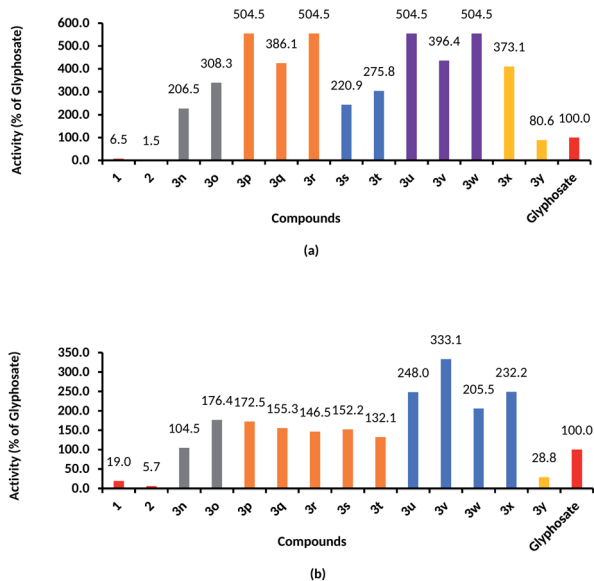 504.5 504.5 504.5 504.5
600.0
500.0
400.0
300.0
200.0
100.0
0.0
Activity (% of Glyphosate)
6.5 1.5 206.5 308.3 386.1 220.9 275.8 396.4 373.1 80.6 100.0
1 2 3n 3o 3p 3q 3r 3s 3t 3u 3v 3w 3x 3y Glyphosate
Compounds
(a)
350.0
300.0
250.0
200.0
150.0
100.0
50.0
0.0
Activity (% of Glyphosate)
19.0 5.7 104.5 176.4 172.5 155.3 146.5 152.2 132.1 248.0 333.1 205.5 232.2 28.8 100.0
1 2 3n 3o 3p 3q 3r 3s 3t 3u 3v 3w 3x 3y Glyphosate
Compounds
(b)